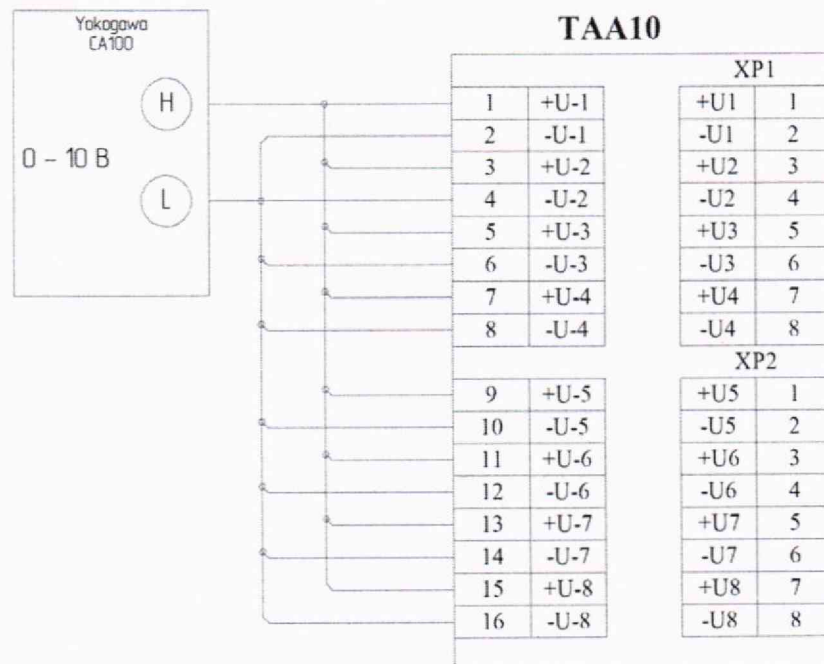 Yokogawa
CA100
H
0 – 10 В
L
TAA10
XP1
1 +U-1 +U1 1
2 -U-1 -U1 2
3 +U-2 +U2 3
4 -U-2 -U2 4
5 +U-3 +U3 5
6 -U-3 -U3 6
7 +U-4 +U4 7
8 -U-4 -U4 8
XP2
9 +U-5 +U5 1
10 -U-5 -U5 2
11 +U-6 +U6 3
12 -U-6 -U6 4
13 +U-7 +U7 5
14 -U-7 -U7 6
15 +U-8 +U8 7
16 -U-8 -U8 8